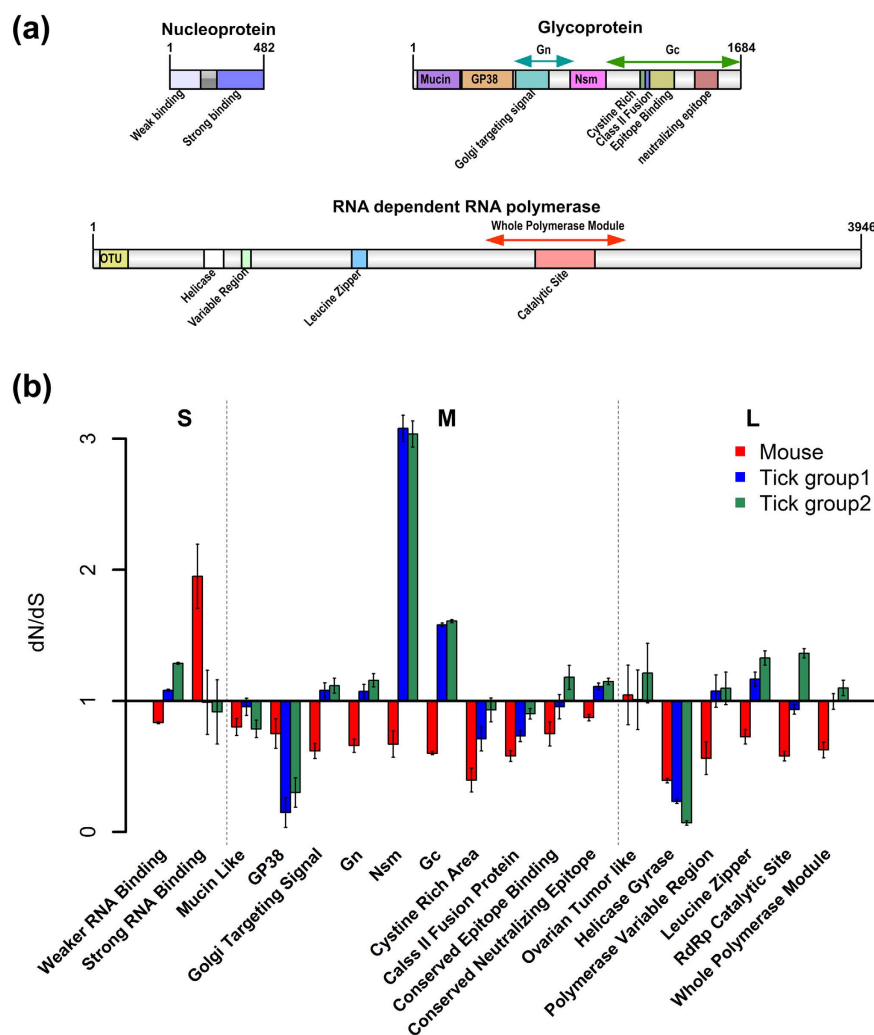 (a)
Nucleoprotein
1 482
Weak binding
Strong binding
Glycoprotein
1 1684
Gn Gc
Mucin GP38 Nsm
Golgi targeting signal
Cystine Rich
Class II Fusion
Epitope Binding
neutralizing epitope
RNA dependent RNA polymerase
1 Whole Polymerase Module 3946
OTU
Helicase
Variable Region
Leucine Zipper
Catalytic Site
(b)
S M L
Mouse
Tick group1
Tick group2
dN/dS
3
2
1
0
Weaker RNA Binding
Strong RNA Binding
Mucin Like
GP38
Golgi Targeting Signal
Gn
Nsm
Gc
Cystine Rich Area
Calss II Fusion Protein
Conserved Epitope Binding
Conserved Neutralizing Epitope
Ovarian Tumor like
Helicase Gyrase
Polymerase Variable Region
Leucine Zipper
RdRp Catalytic Site
Whole Polymerase Module